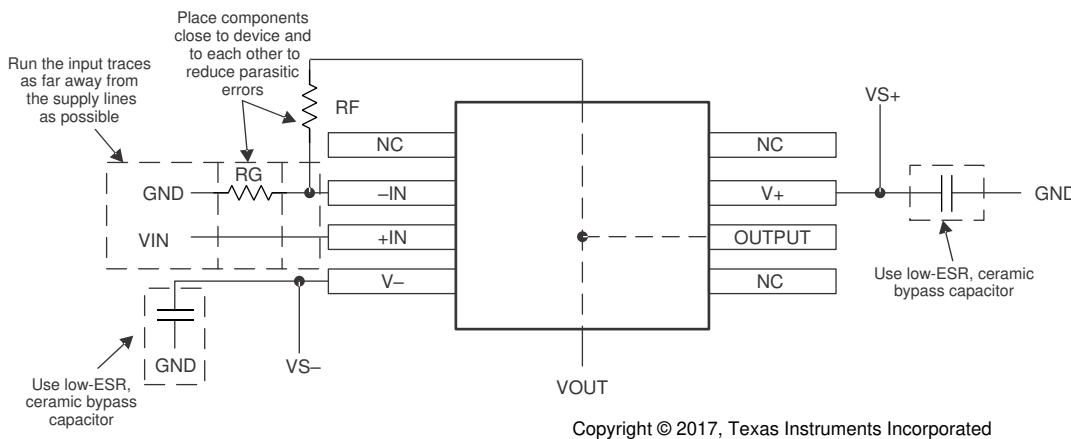 Place components
close to device and
to each other to
reduce parasitic
errors
Run the input traces
as far away from
the supply lines
as possible
RF
VS+
NC
NC
RG
GND
–IN
V+
GND
VIN
+IN
OUTPUT
V–
NC
Use low-ESR, ceramic
bypass capacitor
GND
VS–
VOUT
Use low-ESR,
ceramic bypass
capacitor
Copyright © 2017, Texas Instruments Incorporated